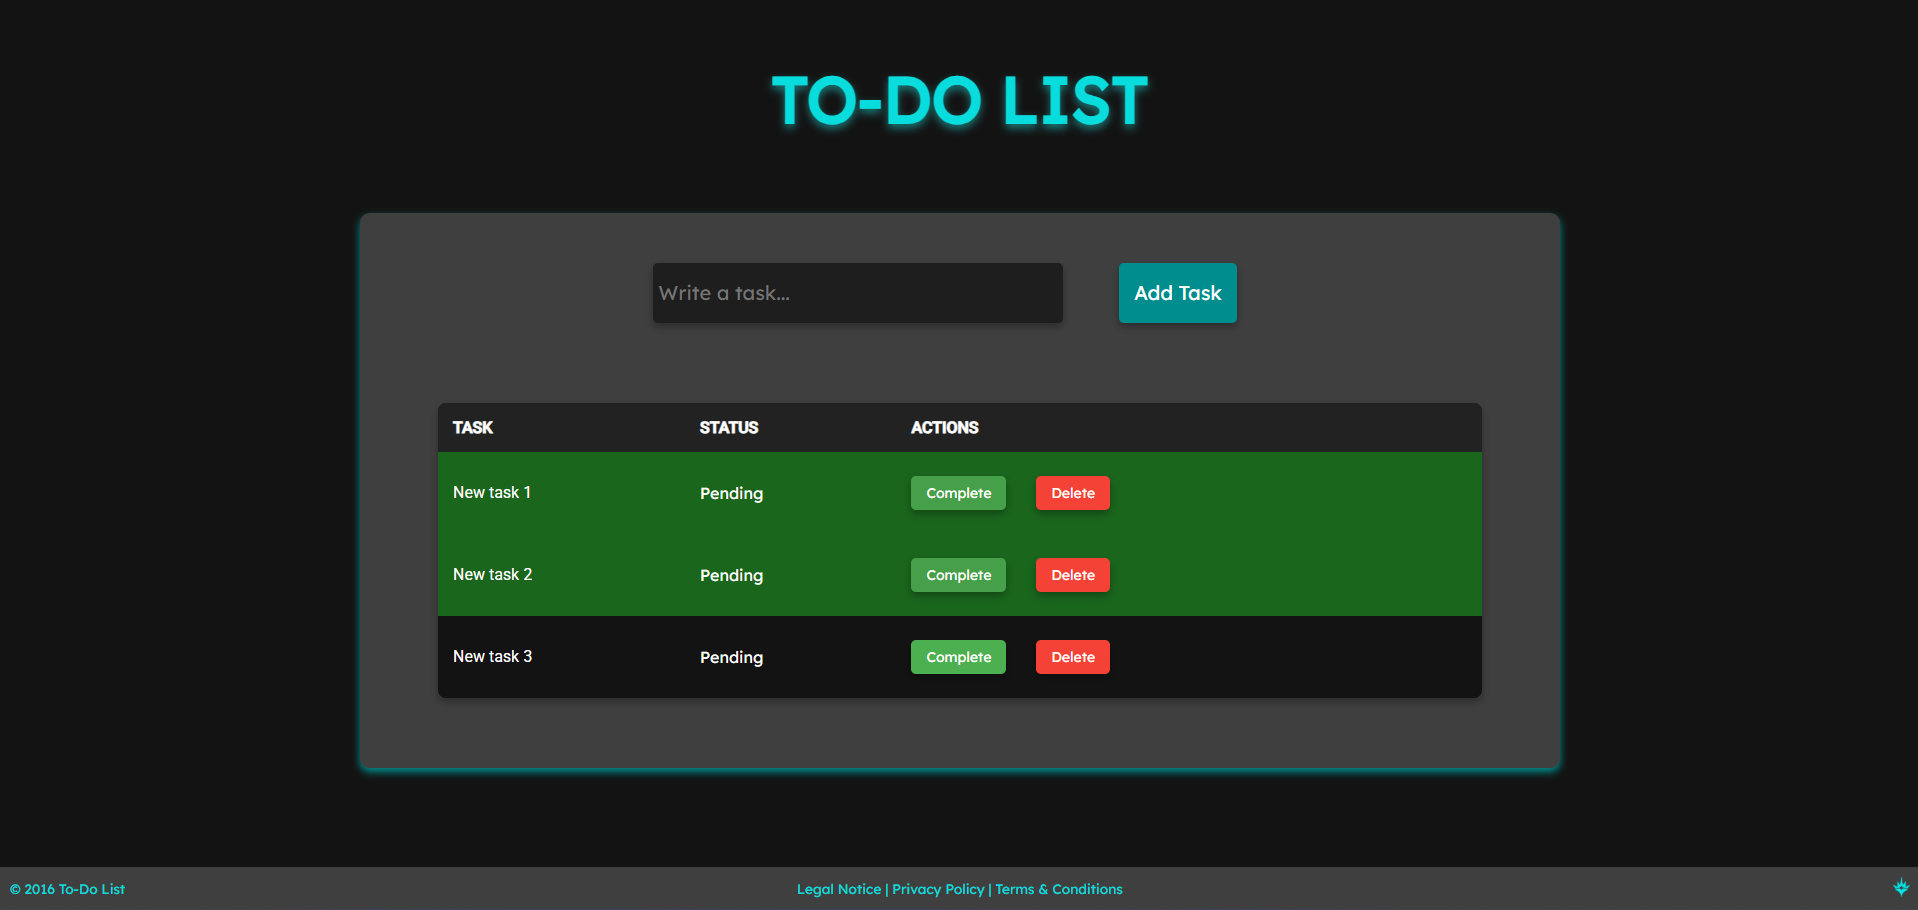 TO-DO LIST
Write a task...
Add Task
TASK STATUS ACTIONS
New task 1 Pending Complete Delete
New task 2 Pending Complete Delete
New task 3 Pending Complete Delete
© 2016 To-Do List Legal Notice | Privacy Policy | Terms & Conditions